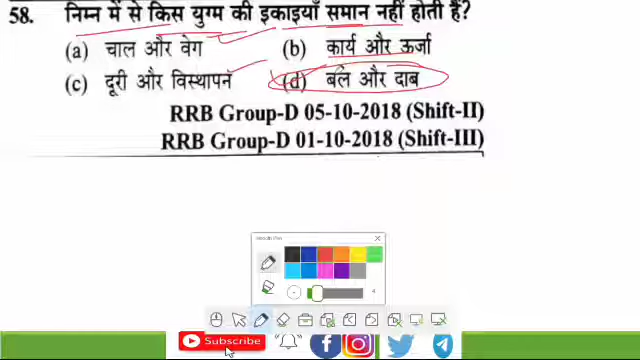 58. निम्न में से किस युग्म की इकाइयाँ समान नहीं होती हैं?
(a) चाल और वेग (b) कार्य और ऊर्जा
(c) दूरी और विस्थापन (d) बल और दाब
RRB Group-D 05-10-2018 (Shift-II)
RRB Group-D 01-10-2018 (Shift-III)
4
Subscribe